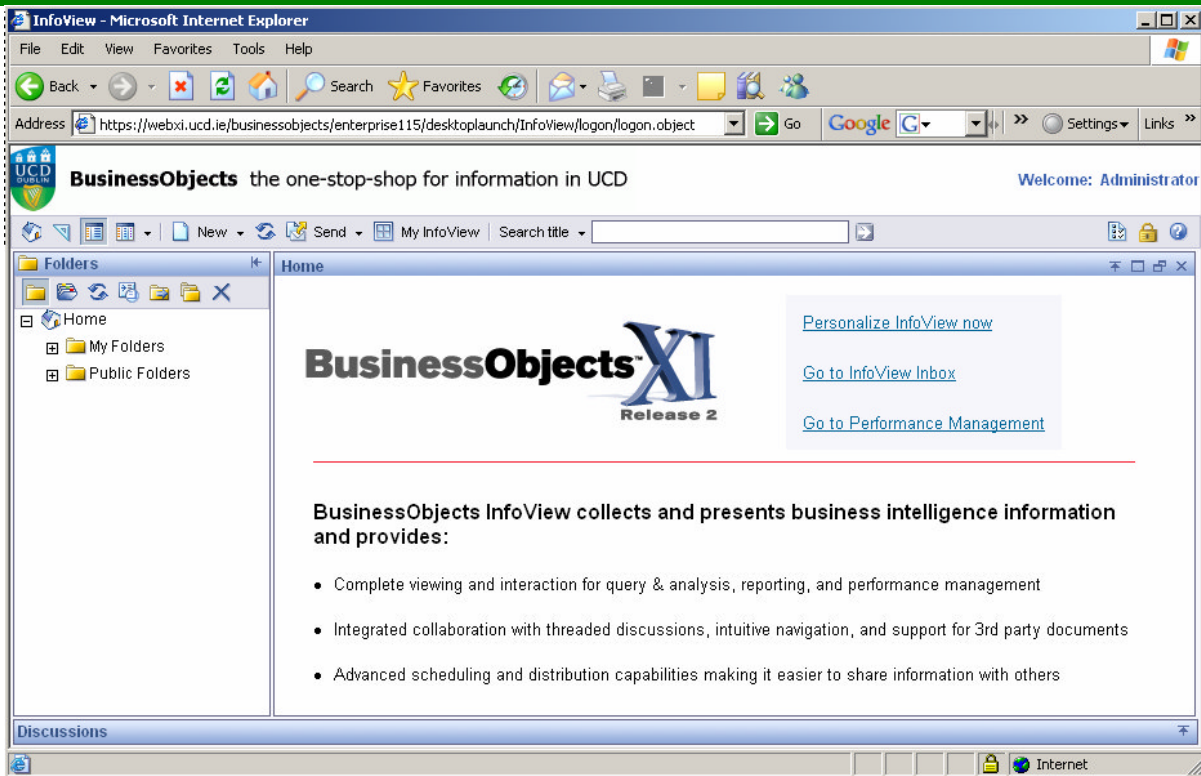 InfoView - Microsoft Internet Explorer
File Edit View Favorites Tools Help
Back Search Favorites
Address https://webxi.ucd.ie/businessobjects/enterprise115/desktoplaunch/InfoView/logon/logon.object Go Google G Settings Links »
UCD
DUBLIN
BusinessObjects the one-stop-shop for information in UCD
Welcome: Administrator
New Send My InfoView Search title
Folders
Home
My Folders
Public Folders
Home
BusinessObjects™ XI
Release 2
Personalize InfoView now
Go to InfoView Inbox
Go to Performance Management
BusinessObjects InfoView collects and presents business intelligence information
and provides:
• Complete viewing and interaction for query & analysis, reporting, and performance management
• Integrated collaboration with threaded discussions, intuitive navigation, and support for 3rd party documents
• Advanced scheduling and distribution capabilities making it easier to share information with others
Discussions
Internet